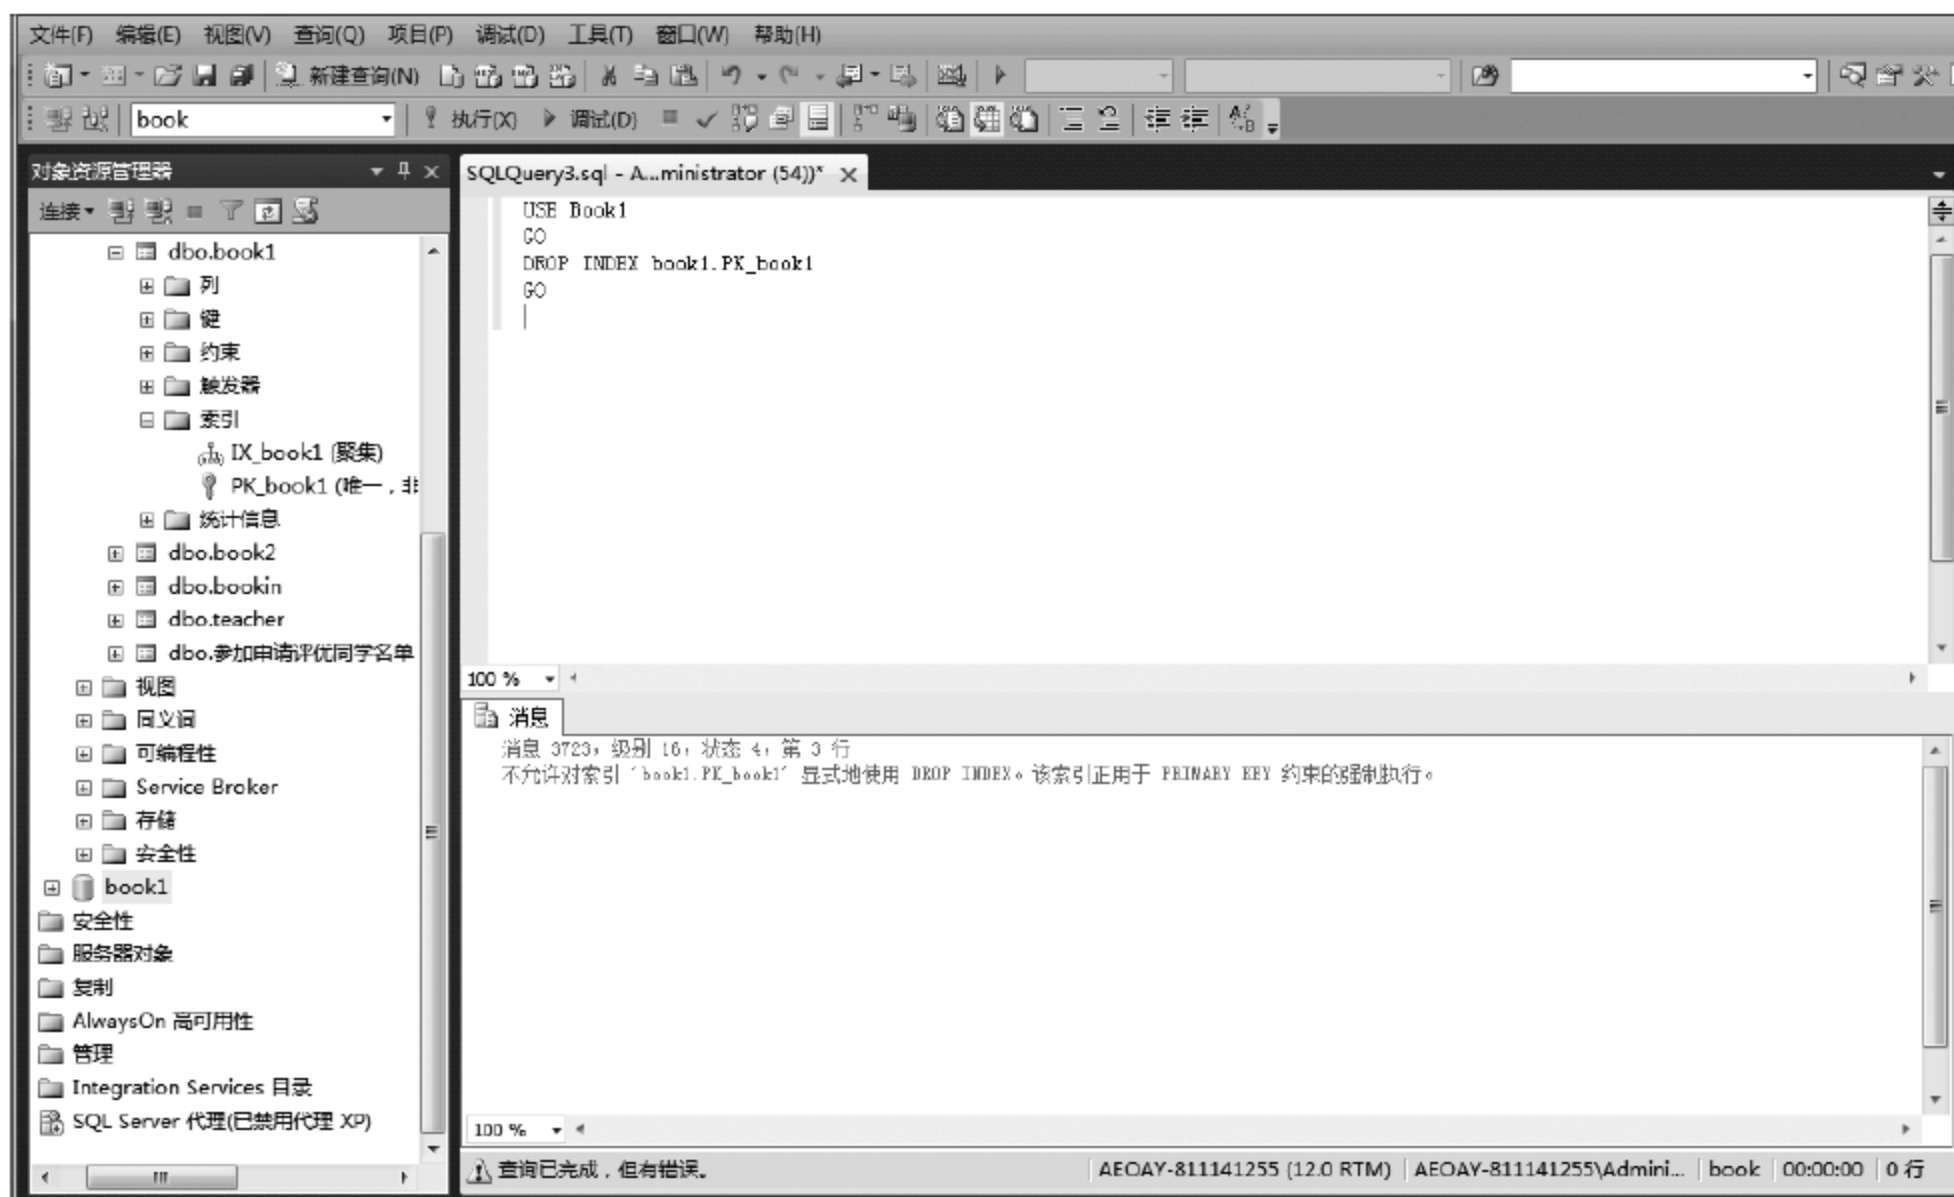 文件(F) 编辑(E) 视图(V) 查询(Q) 项目(P) 调试(D) 工具(T) 窗口(W) 帮助(H)
新建查询(N)
book 执行(X) 调试(D)
对象资源管理器
连接
dbo.book1
列
键
约束
触发器
索引
IX_book1 (聚集)
PK_book1 (唯一，非
统计信息
dbo.book2
dbo.bookin
dbo.teacher
dbo.参加申请评优同学名单
视图
同义词
可编程性
Service Broker
存储
安全性
book1
安全性
服务器对象
复制
AlwaysOn 高可用性
管理
Integration Services 目录
SQL Server 代理(已禁用代理 XP)
SQLQuery3.sql - A...ministrator (54))*
USE Book1
GO
DROP INDEX book1.PK_book1
GO
100 %
消息
消息 3723，级别 16，状态 4，第 3 行
不允许对索引 'book1.PK_book1' 显式地使用 DROP INDEX。该索引正用于 PRIMARY KEY 约束的强制执行。
100 %
查询已完成，但有错误。 AEOAY-811141255 (12.0 RTM) AEOAY-811141255\Admini... book 00:00:00 0 行